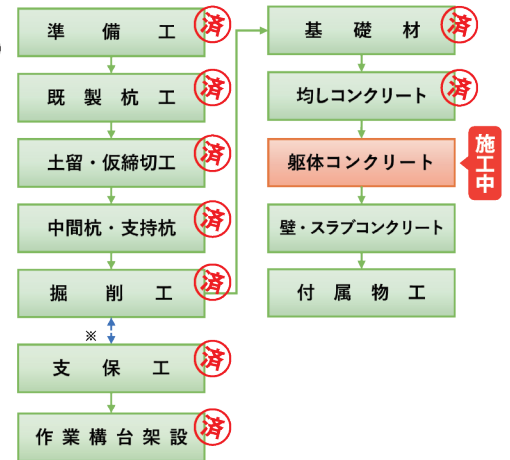 準備工
済
既製杭工
済
土留・仮締切工
済
中間杭・支持杭
済
掘削工
済
※
支保工
済
作業構台架設
済
基礎材
済
均しコンクリート
済
躯体コンクリート
施工中
壁・スラブコンクリート
付属物工